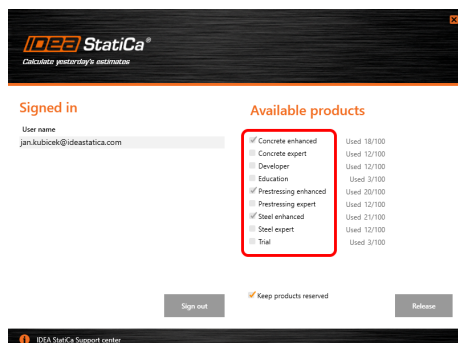 IDEA StatiCa®
Calculate yesterday's estimates
Signed in
User name
jan.kubicek@ideastatica.com
Available products
Concrete enhanced Used 18/100
Concrete expert Used 12/100
Developer Used 12/100
Education Used 3/100
Prestressing enhanced Used 20/100
Prestressing expert Used 12/100
Steel enhanced Used 21/100
Steel expert Used 12/100
Trial Used 3/100
Keep products reserved
Sign out
Release
IDEA StatiCa Support center